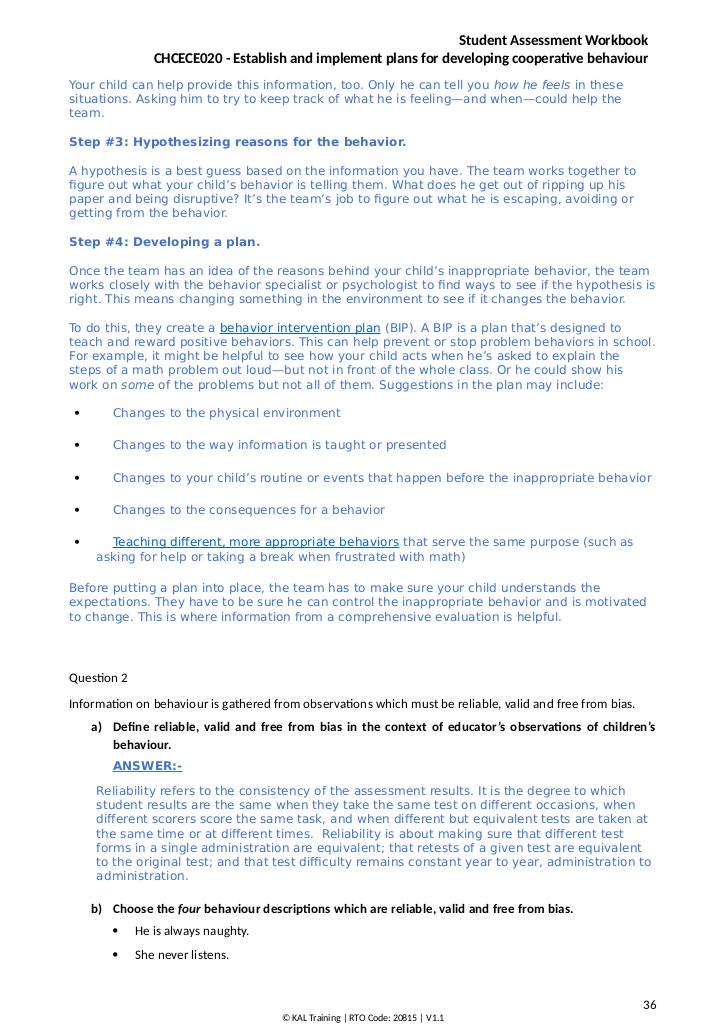 Student Assessment Workbook
CHCECE020 - Establish and implement plans for developing cooperative behaviour
Your child can help provide this information, too. Only he can tell you how he feels in these
situations. Asking him to try to keep track of what he is feeling—and when—could help the
team.
Step #3: Hypothesizing reasons for the behavior.
A hypothesis is a best guess based on the information you have. The team works together to
figure out what your child’s behavior is telling them. What does he get out of ripping up his
paper and being disruptive? It’s the team’s job to figure out what he is escaping, avoiding or
getting from the behavior.
Step #4: Developing a plan.
Once the team has an idea of the reasons behind your child’s inappropriate behavior, the team
works closely with the behavior specialist or psychologist to find ways to see if the hypothesis is
right. This means changing something in the environment to see if it changes the behavior.
To do this, they create a behavior intervention plan (BIP). A BIP is a plan that’s designed to
teach and reward positive behaviors. This can help prevent or stop problem behaviors in school.
For example, it might be helpful to see how your child acts when he’s asked to explain the
steps of a math problem out loud—but not in front of the whole class. Or he could show his
work on some of the problems but not all of them. Suggestions in the plan may include:
• Changes to the physical environment
• Changes to the way information is taught or presented
• Changes to your child’s routine or events that happen before the inappropriate behavior
• Changes to the consequences for a behavior
• Teaching different, more appropriate behaviors that serve the same purpose (such as
asking for help or taking a break when frustrated with math)
Before putting a plan into place, the team has to make sure your child understands the
expectations. They have to be sure he can control the inappropriate behavior and is motivated
to change. This is where information from a comprehensive evaluation is helpful.
Question 2
Information on behaviour is gathered from observations which must be reliable, valid and free from bias.
a) Define reliable, valid and free from bias in the context of educator’s observations of children’s
behaviour.
ANSWER:-
Reliability refers to the consistency of the assessment results. It is the degree to which
student results are the same when they take the same test on different occasions, when
different scorers score the same task, and when different but equivalent tests are taken at
the same time or at different times. Reliability is about making sure that different test
forms in a single administration are equivalent; that retests of a given test are equivalent
to the original test; and that test difficulty remains constant year to year, administration to
administration.
b) Choose the four behaviour descriptions which are reliable, valid and free from bias.
• He is always naughty.
• She never listens.
36
© KAL Training | RTO Code: 20815 | V1.1